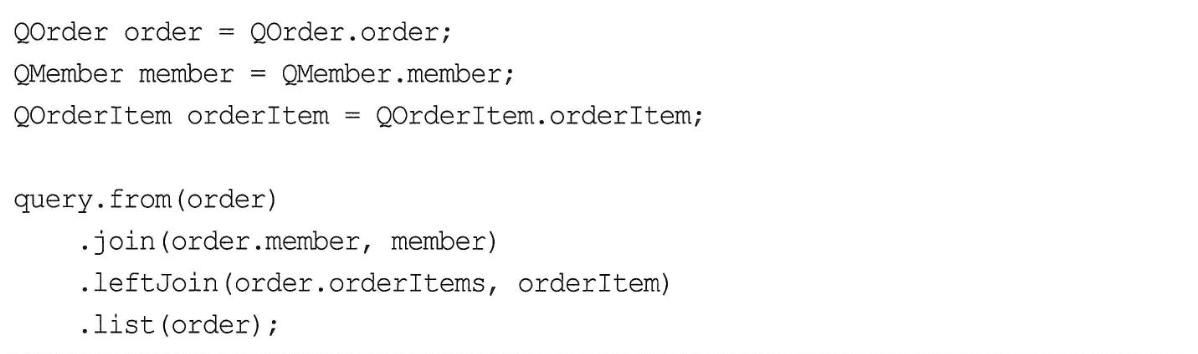 QOrder order = QOrder.order;
QMember member = QMember.member;
QOrderItem orderItem = QOrderItem.orderItem;

query.from(order)
    .join(order.member, member)
    .leftJoin(order.orderItems, orderItem)
    .list(order);